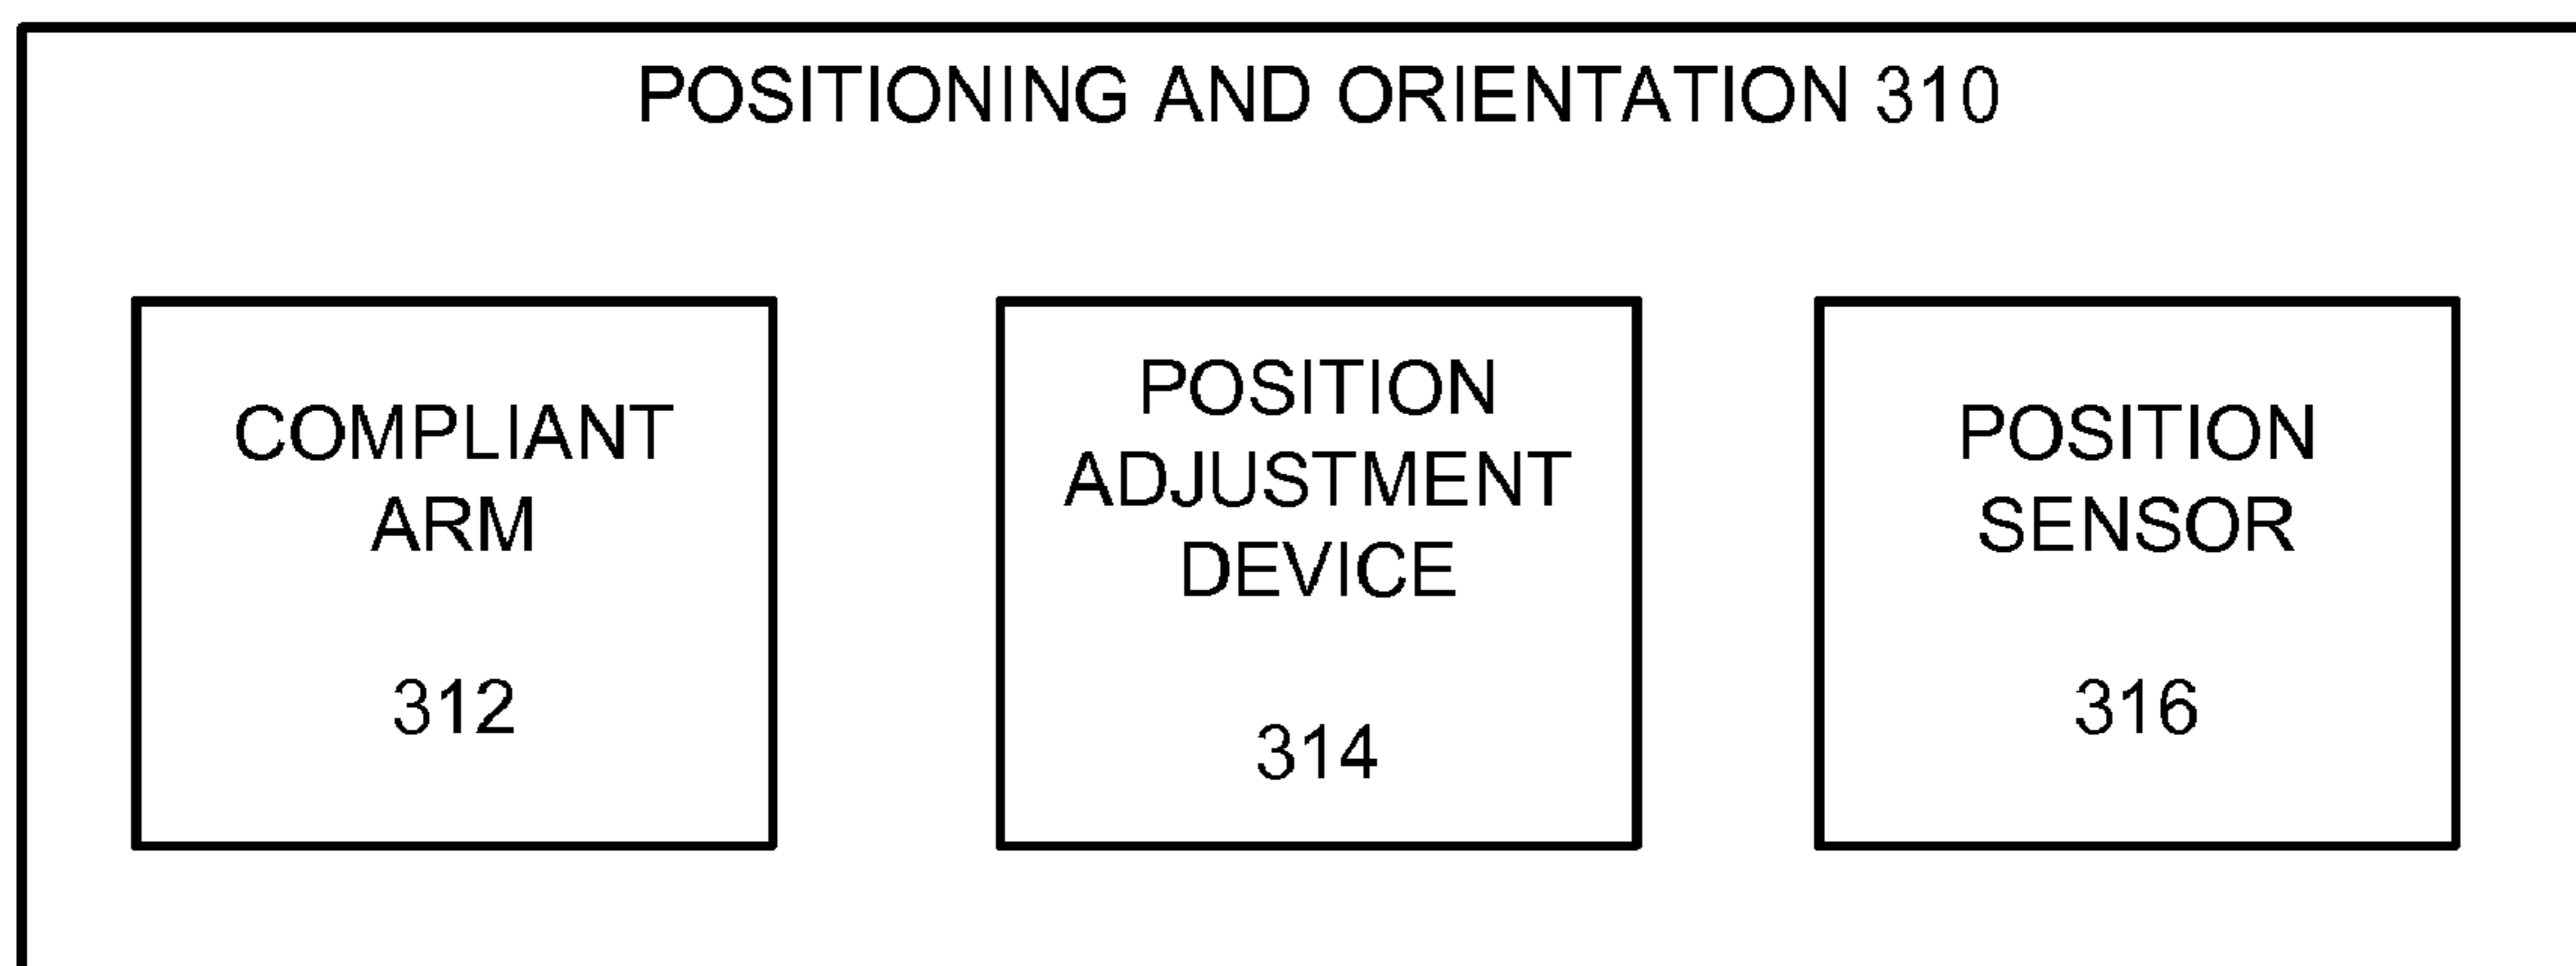 POSITIONING AND ORIENTATION 310
COMPLIANT
ARM
312
POSITION
ADJUSTMENT
DEVICE
314
POSITION
SENSOR
316